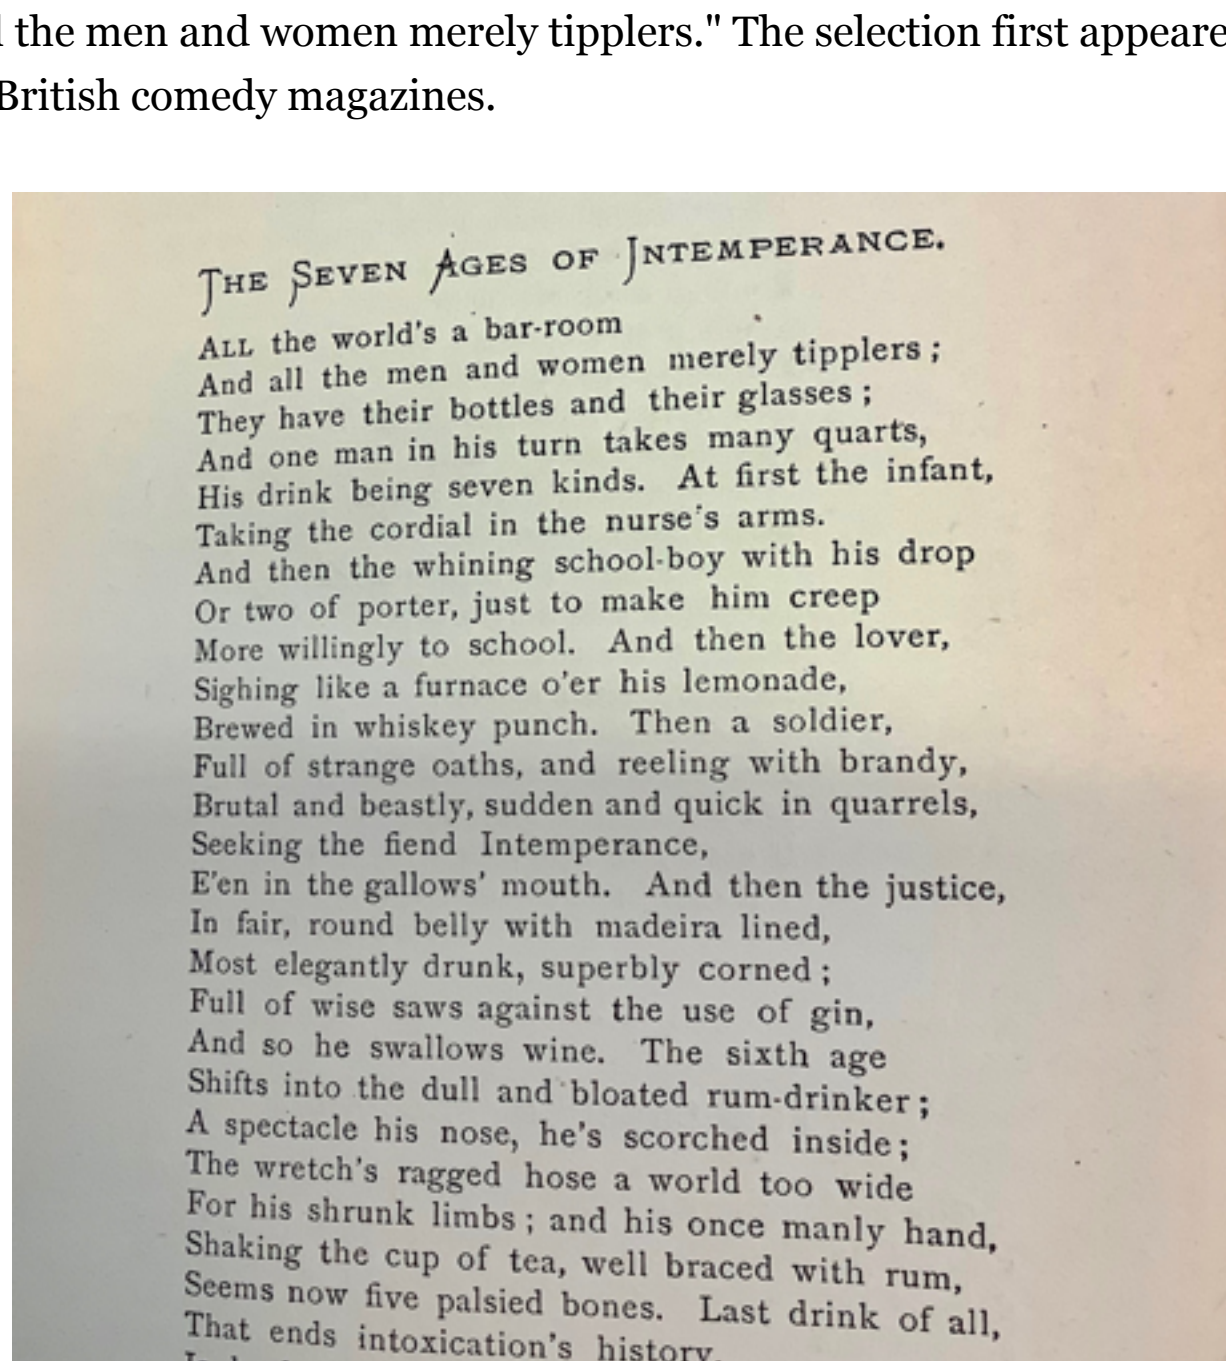 the men and women merely tipplers." The selection first appeare
British comedy magazines.
THE SEVEN AGES OF INTEMPERANCE.
ALL the world's a bar-room
And all the men and women merely tipplers ;
They have their bottles and their glasses ;
And one man in his turn takes many quarts,
His drink being seven kinds. At first the infant,
Taking the cordial in the nurse's arms.
And then the whining school-boy with his drop
Or two of porter, just to make him creep
More willingly to school. And then the lover,
Sighing like a furnace o'er his lemonade,
Brewed in whiskey punch. Then a soldier,
Full of strange oaths, and reeling with brandy,
Brutal and beastly, sudden and quick in quarrels,
Seeking the fiend Intemperance,
E'en in the gallows' mouth. And then the justice,
In fair, round belly with madeira lined,
Most elegantly drunk, superbly corned ;
Full of wise saws against the use of gin,
And so he swallows wine. The sixth age
Shifts into the dull and bloated rum-drinker ;
A spectacle his nose, he's scorched inside ;
The wretch's ragged hose a world too wide
For his shrunk limbs ; and his once manly hand,
Shaking the cup of tea, well braced with rum,
Seems now five palsied bones. Last drink of all,
That ends intoxication's history,